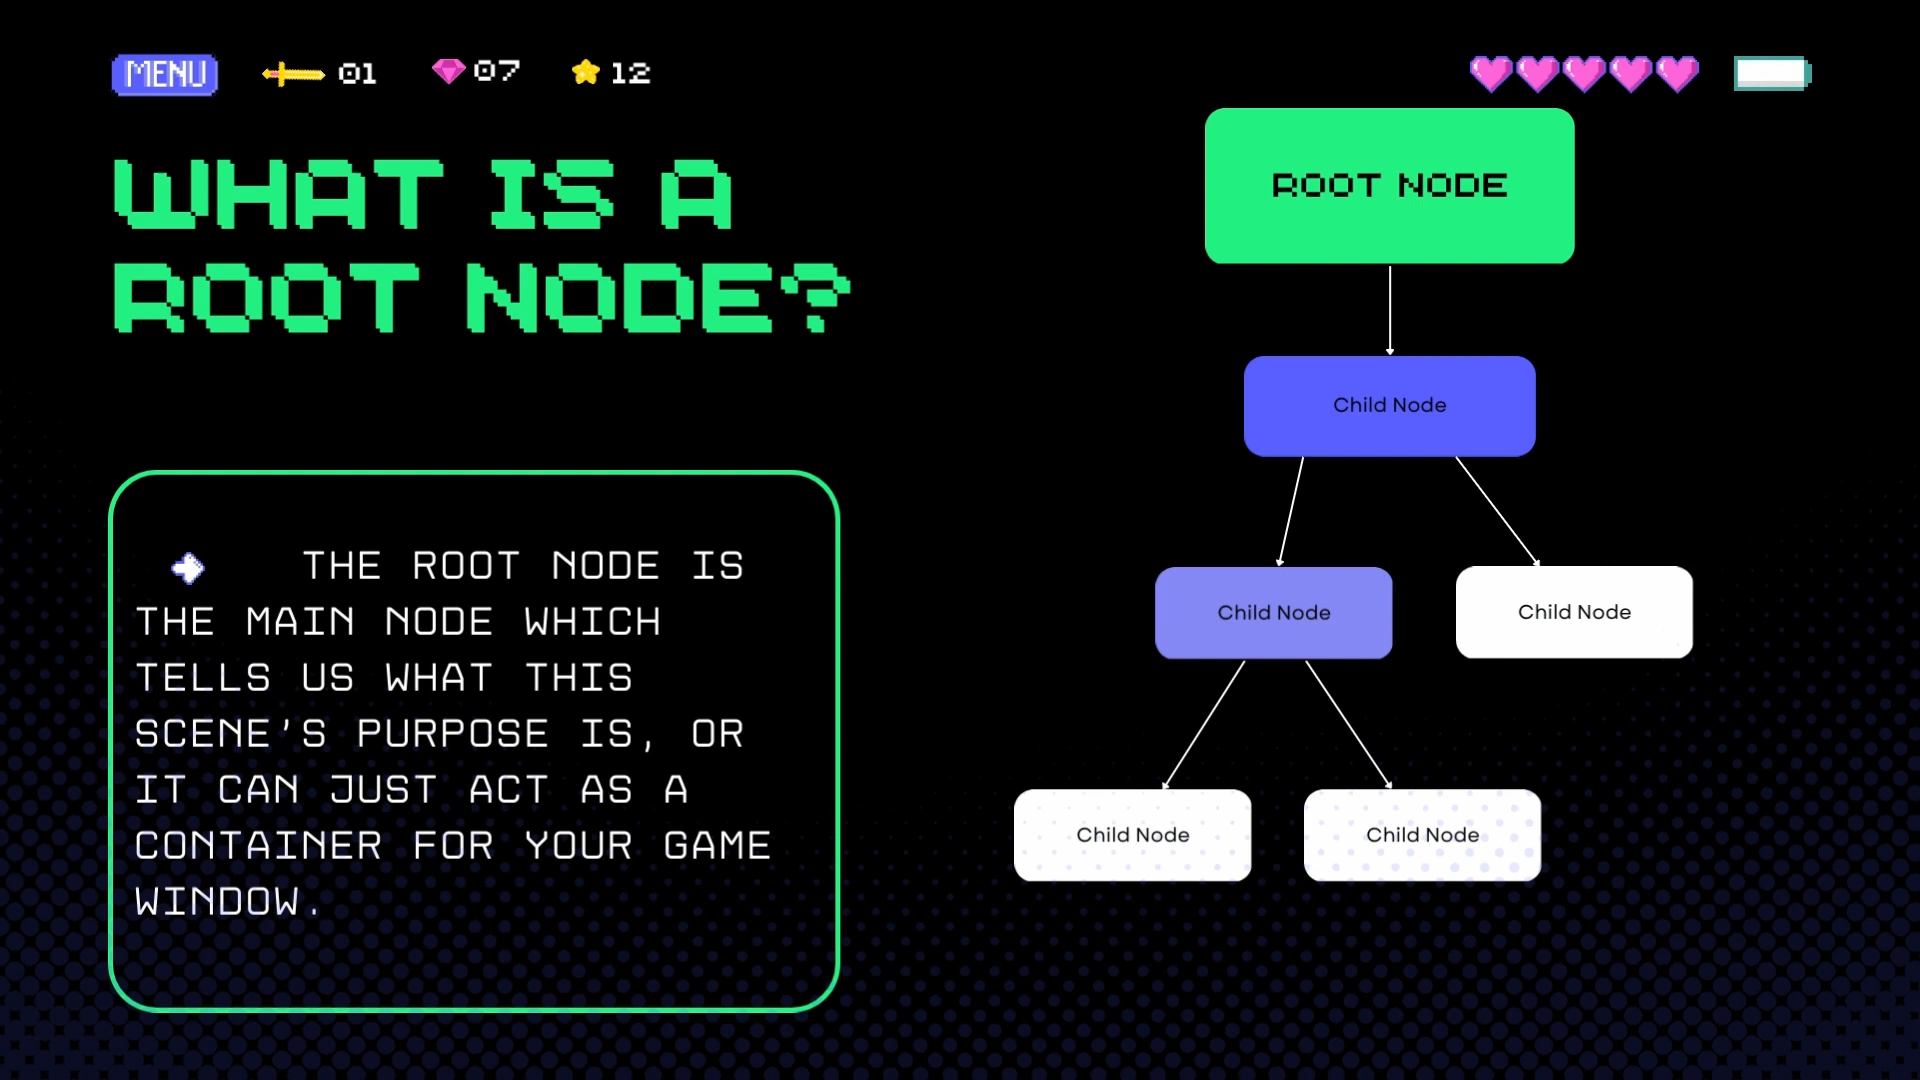 MENU 01 07 12
WHAT IS A
ROOT NODE?
THE ROOT NODE IS
THE MAIN NODE WHICH
TELLS US WHAT THIS
SCENE'S PURPOSE IS, OR
IT CAN JUST ACT AS A
CONTAINER FOR YOUR GAME
WINDOW.
ROOT NODE
Child Node
Child Node Child Node
Child Node Child Node